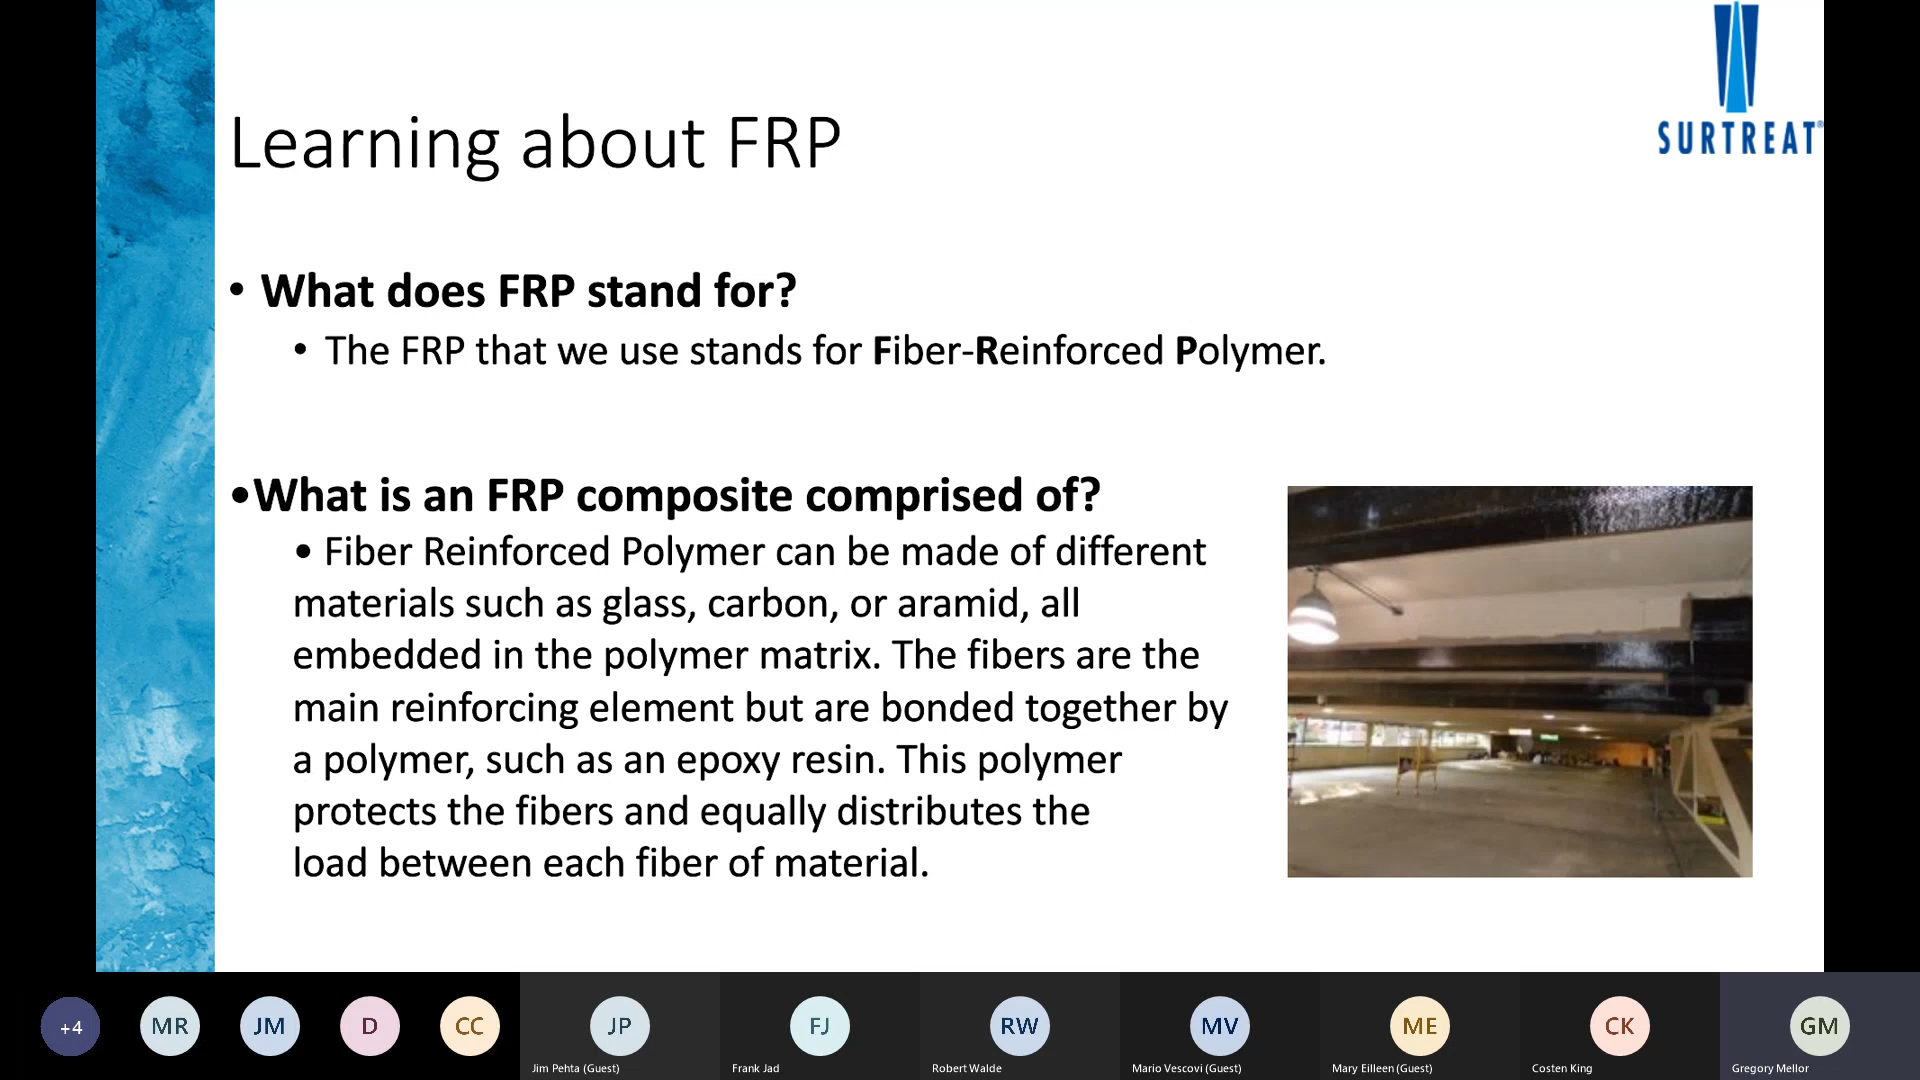 SURTREAT®
Learning about FRP
• What does FRP stand for?
• The FRP that we use stands for Fiber-Reinforced Polymer.
•What is an FRP composite comprised of?
• Fiber Reinforced Polymer can be made of different
materials such as glass, carbon, or aramid, all
embedded in the polymer matrix. The fibers are the
main reinforcing element but are bonded together by
a polymer, such as an epoxy resin. This polymer
protects the fibers and equally distributes the
load between each fiber of material.
+4 MR JM D CC JP FJ RW MV ME CK GM
Jim Pehta (Guest) Frank Jad Robert Walde Mario Vescovi (Guest) Mary Eilleen (Guest) Costen King Gregory Mellor